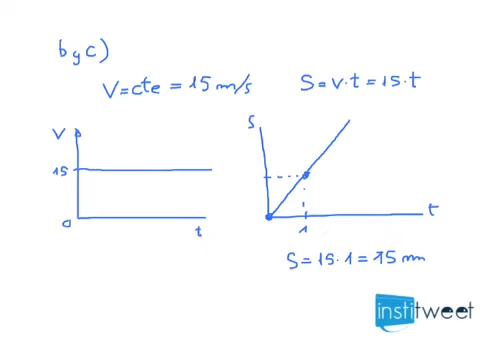 b y c)
V=cte = 15 m/s
S=v·t=15·t
V
15
0
t
S
1
t
S=15·1=15 m
institweet